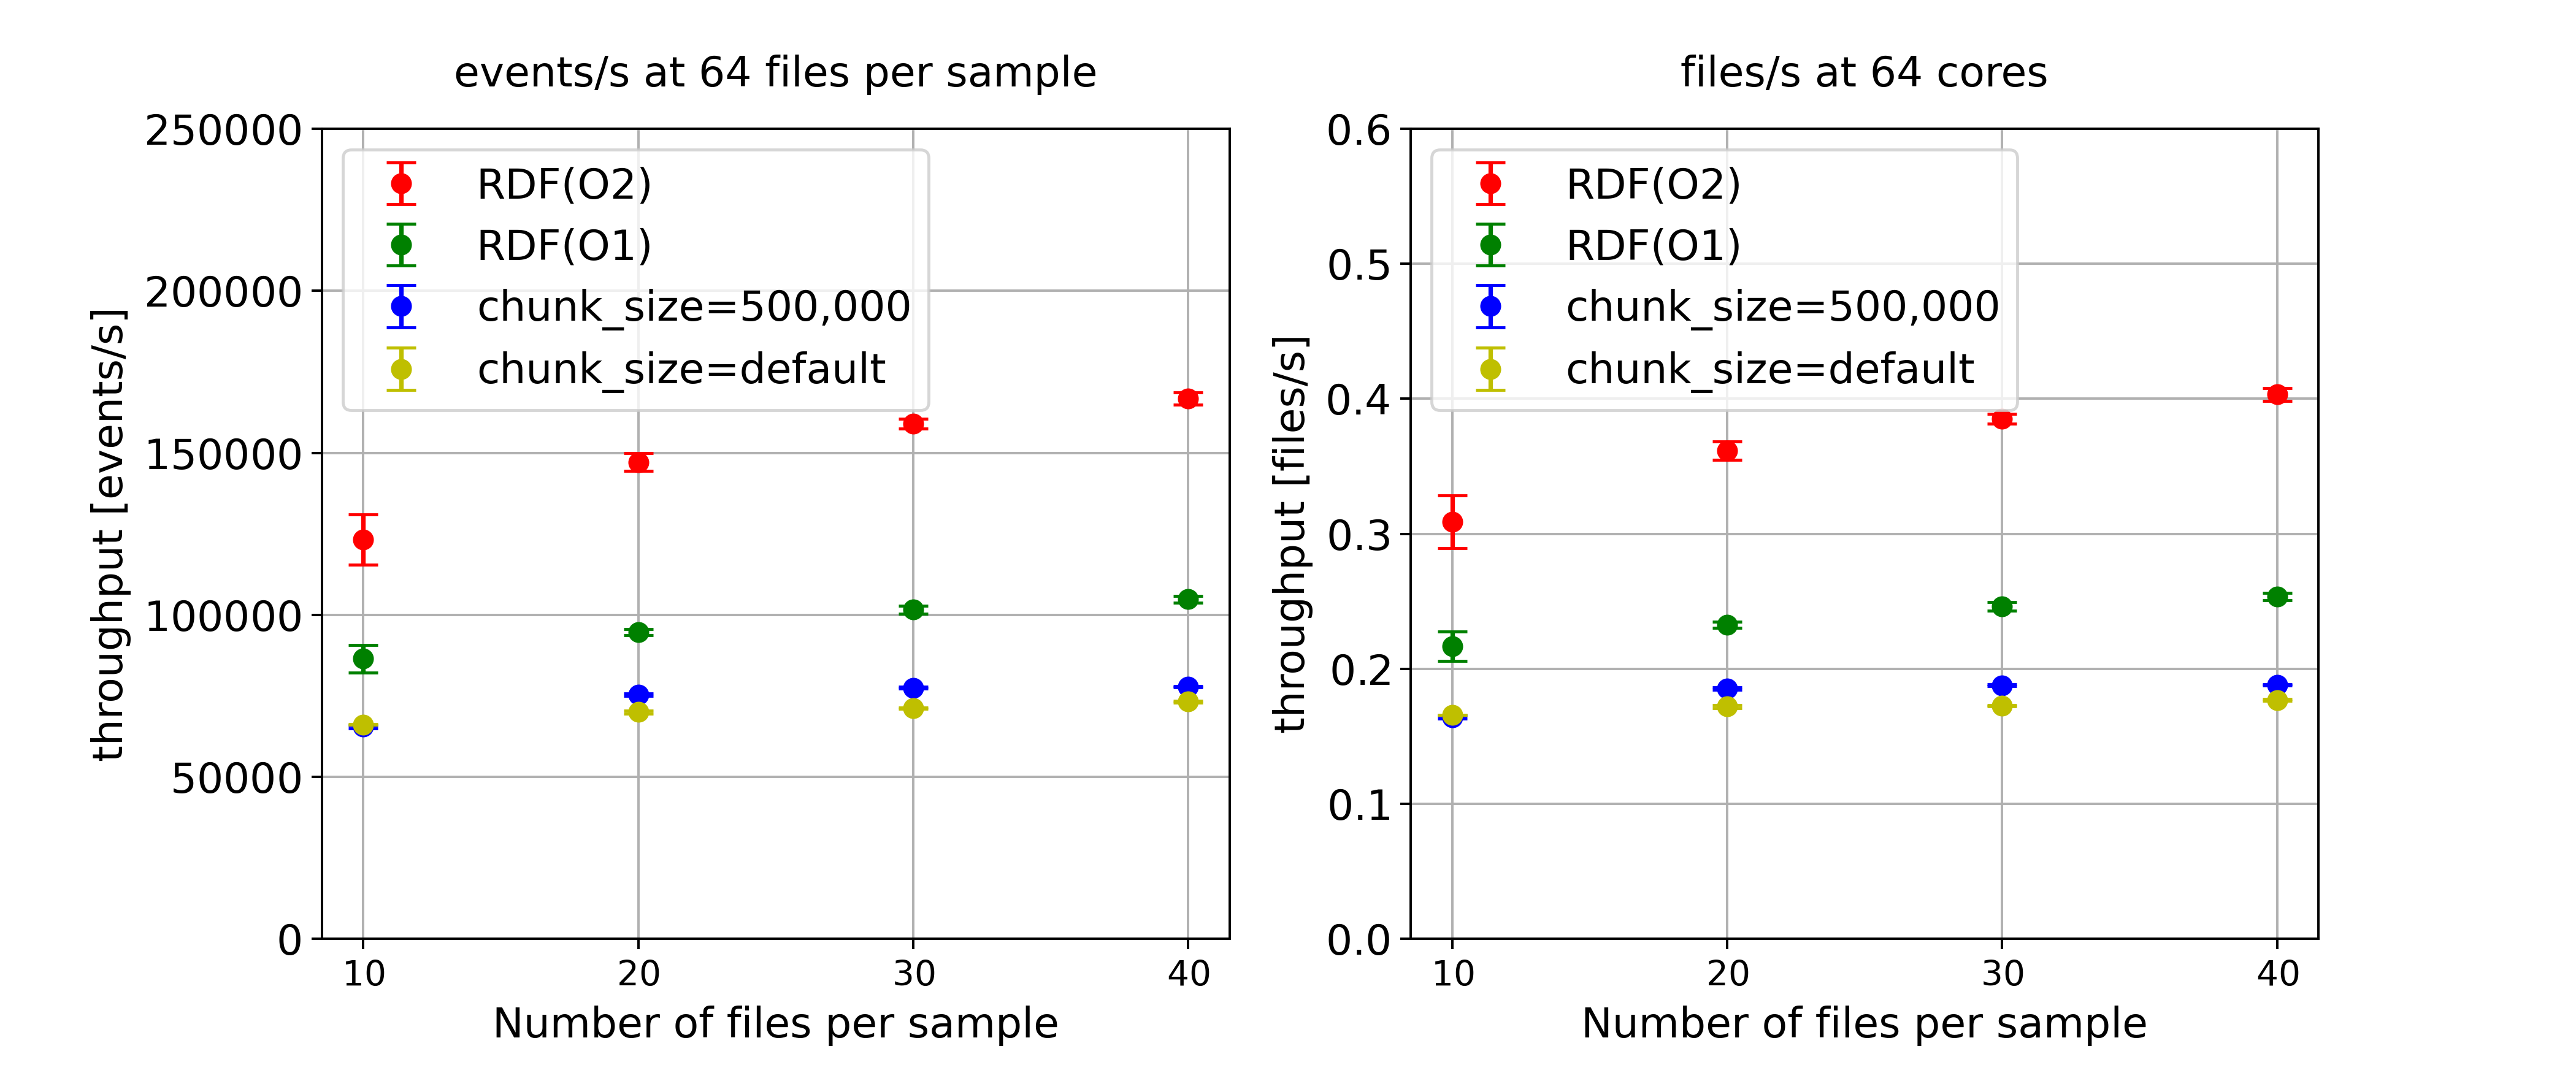 events/s at 64 files per sample
250000
200000
150000
100000
50000
0
throughput [events/s]
RDF(O2)
RDF(O1)
chunk_size=500,000
chunk_size=default
10 20 30 40
Number of files per sample
files/s at 64 cores
0.6
0.5
0.4
0.3
0.2
0.1
0.0
throughput [files/s]
RDF(O2)
RDF(O1)
chunk_size=500,000
chunk_size=default
10 20 30 40
Number of files per sample